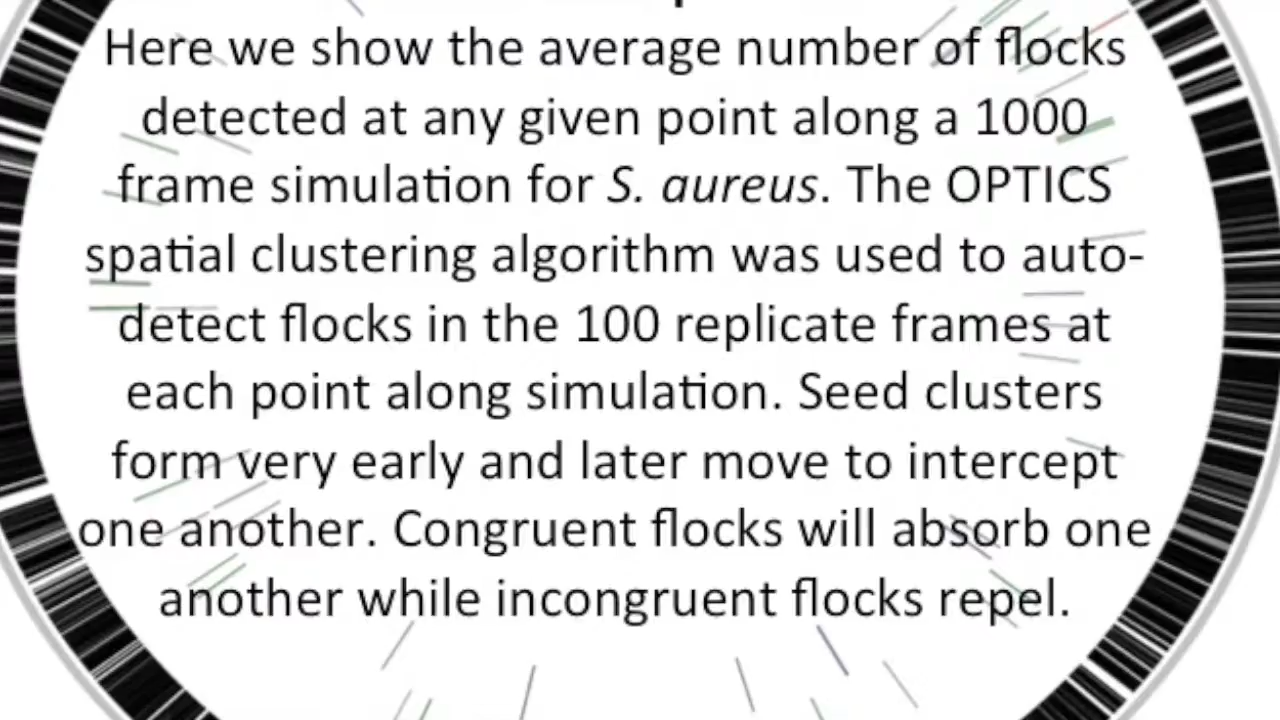 Here we show the average number of flocks
detected at any given point along a 1000
frame simulation for S. aureus. The OPTICS
spatial clustering algorithm was used to auto-
detect flocks in the 100 replicate frames at
each point along simulation. Seed clusters
form very early and later move to intercept
one another. Congruent flocks will absorb one
another while incongruent flocks repel.